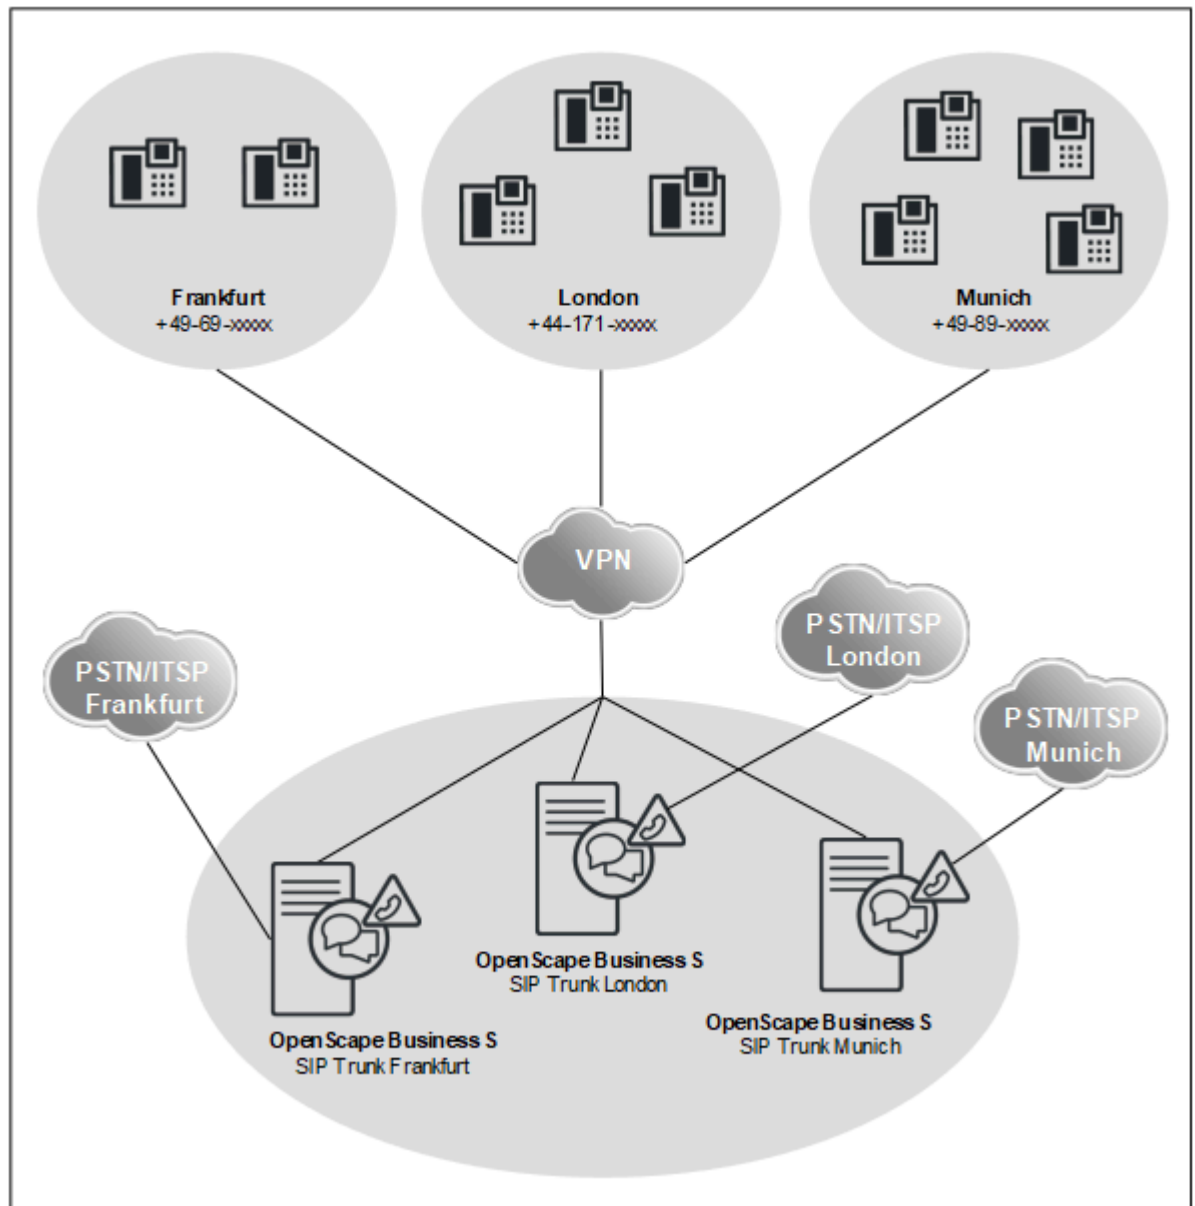 Frankfurt
+49-69-xxxxx
London
+44-171-xxxxx
Munich
+49-89-xxxxx
VPN
PSTN/ITSP
London
PSTN/ITSP
Frankfurt
PSTN/ITSP
Munich
OpenScape Business S
SIP Trunk London
OpenScape Business S
SIP Trunk Munich
OpenScape Business S
SIP Trunk Frankfurt